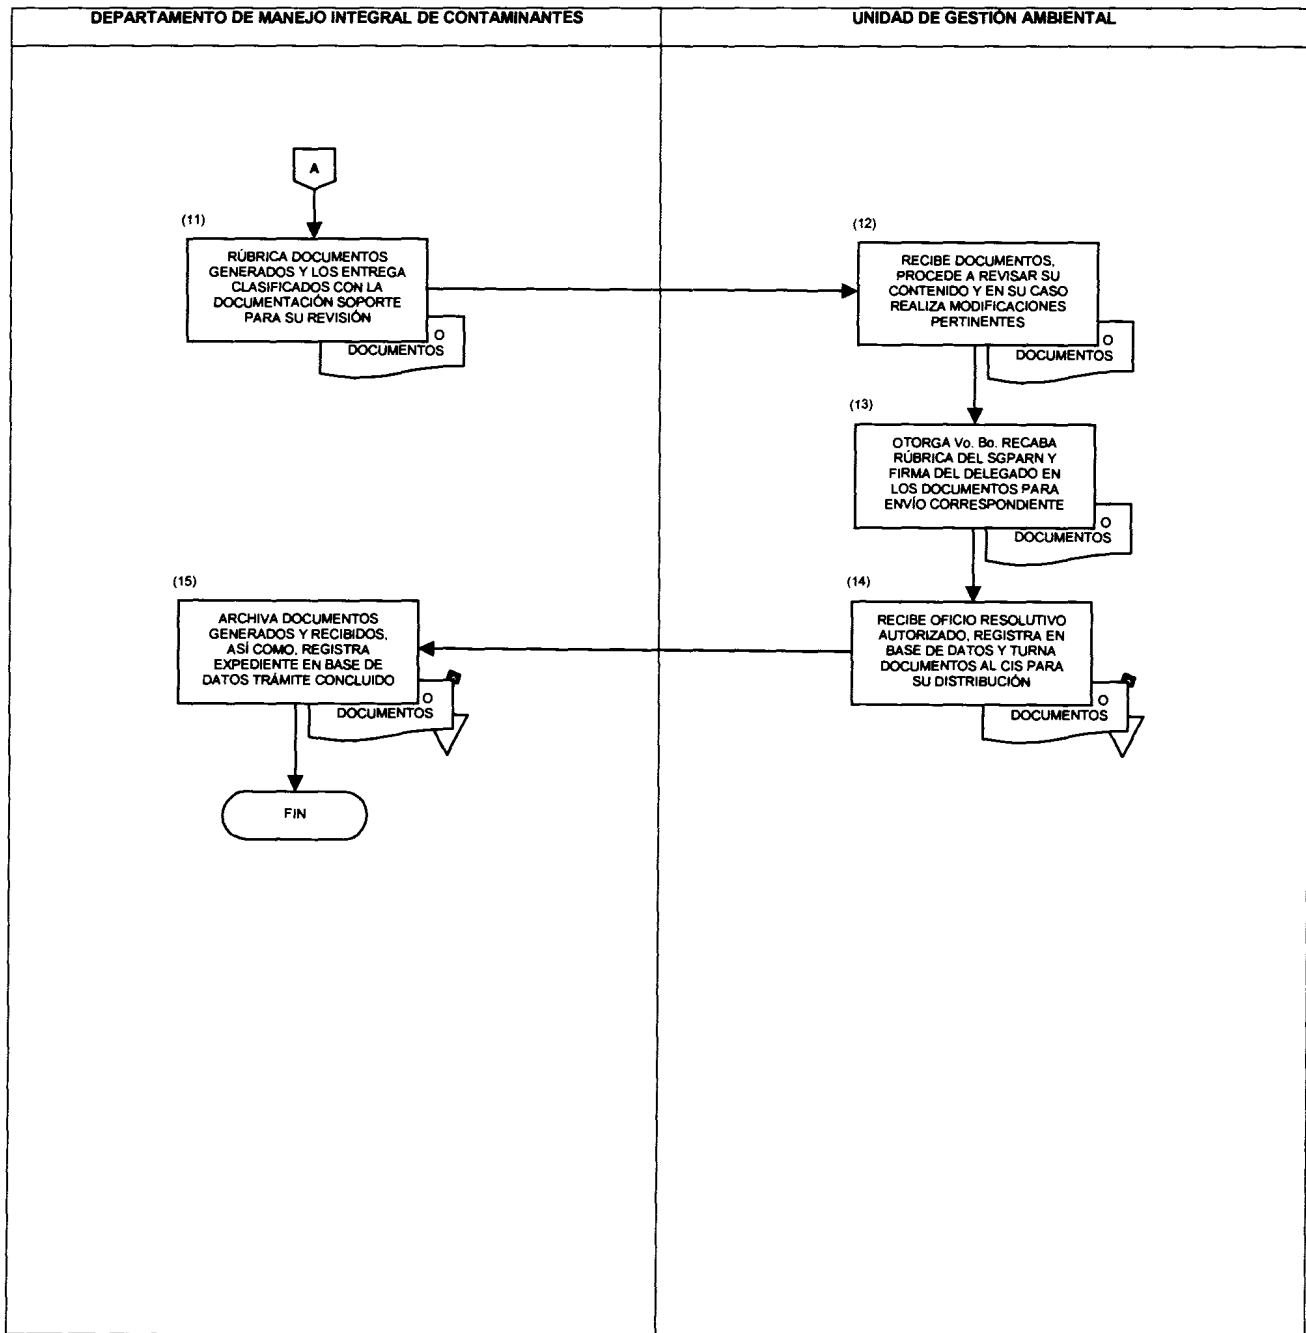 DEPARTAMENTO DE MANEJO INTEGRAL DE CONTAMINANTES
UNIDAD DE GESTIÓN AMBIENTAL
A
(11)
RÚBRICA DOCUMENTOS
GENERADOS Y LOS ENTREGA
CLASIFICADOS CON LA
DOCUMENTACIÓN SOPORTE
PARA SU REVISIÓN
O
DOCUMENTOS
(12)
RECIBE DOCUMENTOS,
PROCEDE A REVISAR SU
CONTENIDO Y EN SU CASO
REALIZA MODIFICACIONES
PERTINENTES
O
DOCUMENTOS
(13)
OTORGA Vo. Bo. RECABA
RÚBRICA DEL SGPARN Y
FIRMA DEL DELEGADO EN
LOS DOCUMENTOS PARA
ENVÍO CORRESPONDIENTE
O
DOCUMENTOS
(14)
RECIBE OFICIO RESOLUTIVO
AUTORIZADO, REGISTRA EN
BASE DE DATOS Y TURNA
DOCUMENTOS AL CIS PARA
SU DISTRIBUCIÓN
O
DOCUMENTOS
(15)
ARCHIVA DOCUMENTOS
GENERADOS Y RECIBIDOS,
ASÍ COMO, REGISTRA
EXPEDIENTE EN BASE DE
DATOS TRÁMITE CONCLUIDO
O
DOCUMENTOS
FIN